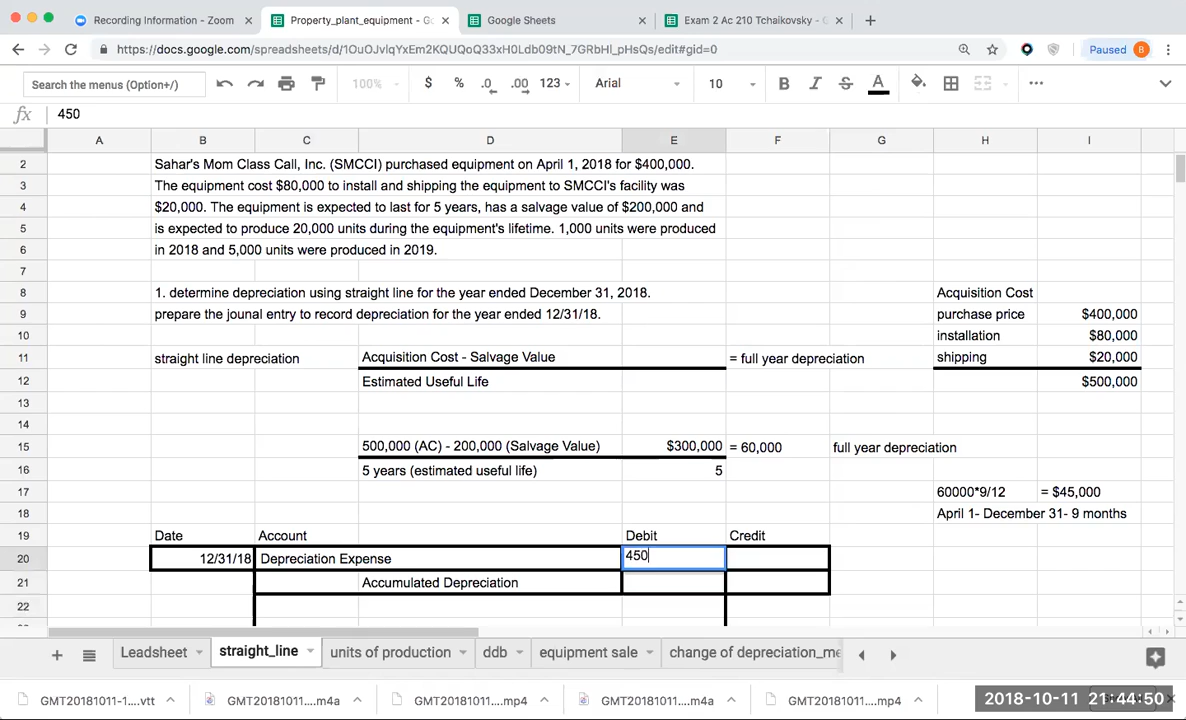 Recording Information - Zoom
Property_plant_equipment - Go
Google Sheets
Exam 2 Ac 210 Tchaikovsky - G
https://docs.google.com/spreadsheets/d/1OuOJvlqYxEm2KQUQoQ33xH0Ldb09tN_7GRbHl_pHsQs/edit#gid=0
Paused B
Search the menus (Option+/) 100% $ % .0 .00 123 Arial 10 B I S A
fx 450
A B C D E F G H I
2 Sahar's Mom Class Call, Inc. (SMCCI) purchased equipment on April 1, 2018 for $400,000.
3 The equipment cost $80,000 to install and shipping the equipment to SMCCI's facility was
4 $20,000. The equipment is expected to last for 5 years, has a salvage value of $200,000 and
5 is expected to produce 20,000 units during the equipment's lifetime. 1,000 units were produced
6 in 2018 and 5,000 units were produced in 2019.
7
8 1. determine depreciation using straight line for the year ended December 31, 2018. Acquisition Cost
9 prepare the jounal entry to record depreciation for the year ended 12/31/18. purchase price $400,000
10 installation $80,000
11 straight line depreciation Acquisition Cost - Salvage Value = full year depreciation shipping $20,000
12 Estimated Useful Life $500,000
13
14
15 500,000 (AC) - 200,000 (Salvage Value) $300,000 = 60,000 full year depreciation
16 5 years (estimated useful life) 5
17 60000*9/12 = $45,000
18 April 1- December 31- 9 months
19 Date Account Debit Credit
20 12/31/18 Depreciation Expense 450
21 Accumulated Depreciation
22
Leadsheet straight_line units of production ddb equipment sale change of depreciation_me
GMT20181011-1....vtt GMT20181011....m4a GMT20181011....mp4 GMT20181011....m4a GMT20181011....mp4
2018-10-11 21:44:50